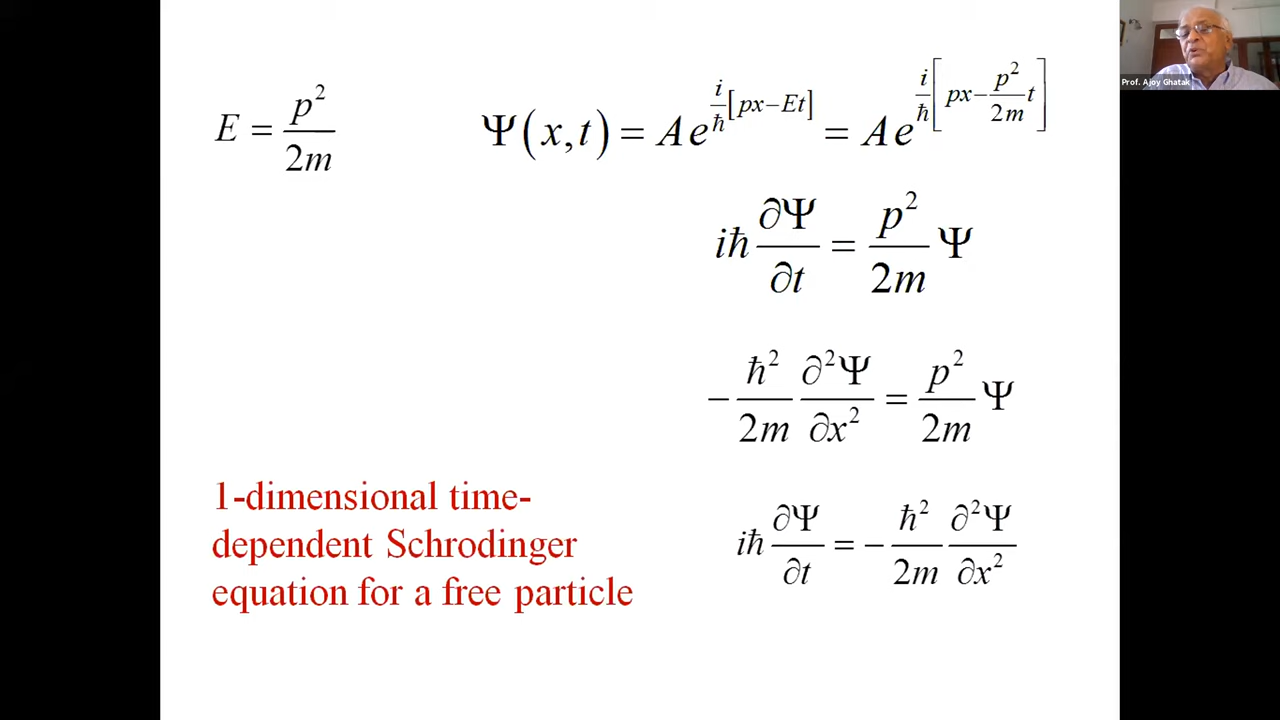 Prof. Ajoy Ghatak
E = p²/2m
Ψ(x,t) = Ae^{i/ħ[px−Et]} = Ae^{i/ħ[px−p²/2m t]}
iħ ∂Ψ/∂t = p²/2m Ψ
−ħ²/2m ∂²Ψ/∂x² = p²/2m Ψ
1-dimensional time-
dependent Schrodinger
equation for a free particle
iħ ∂Ψ/∂t = −ħ²/2m ∂²Ψ/∂x²